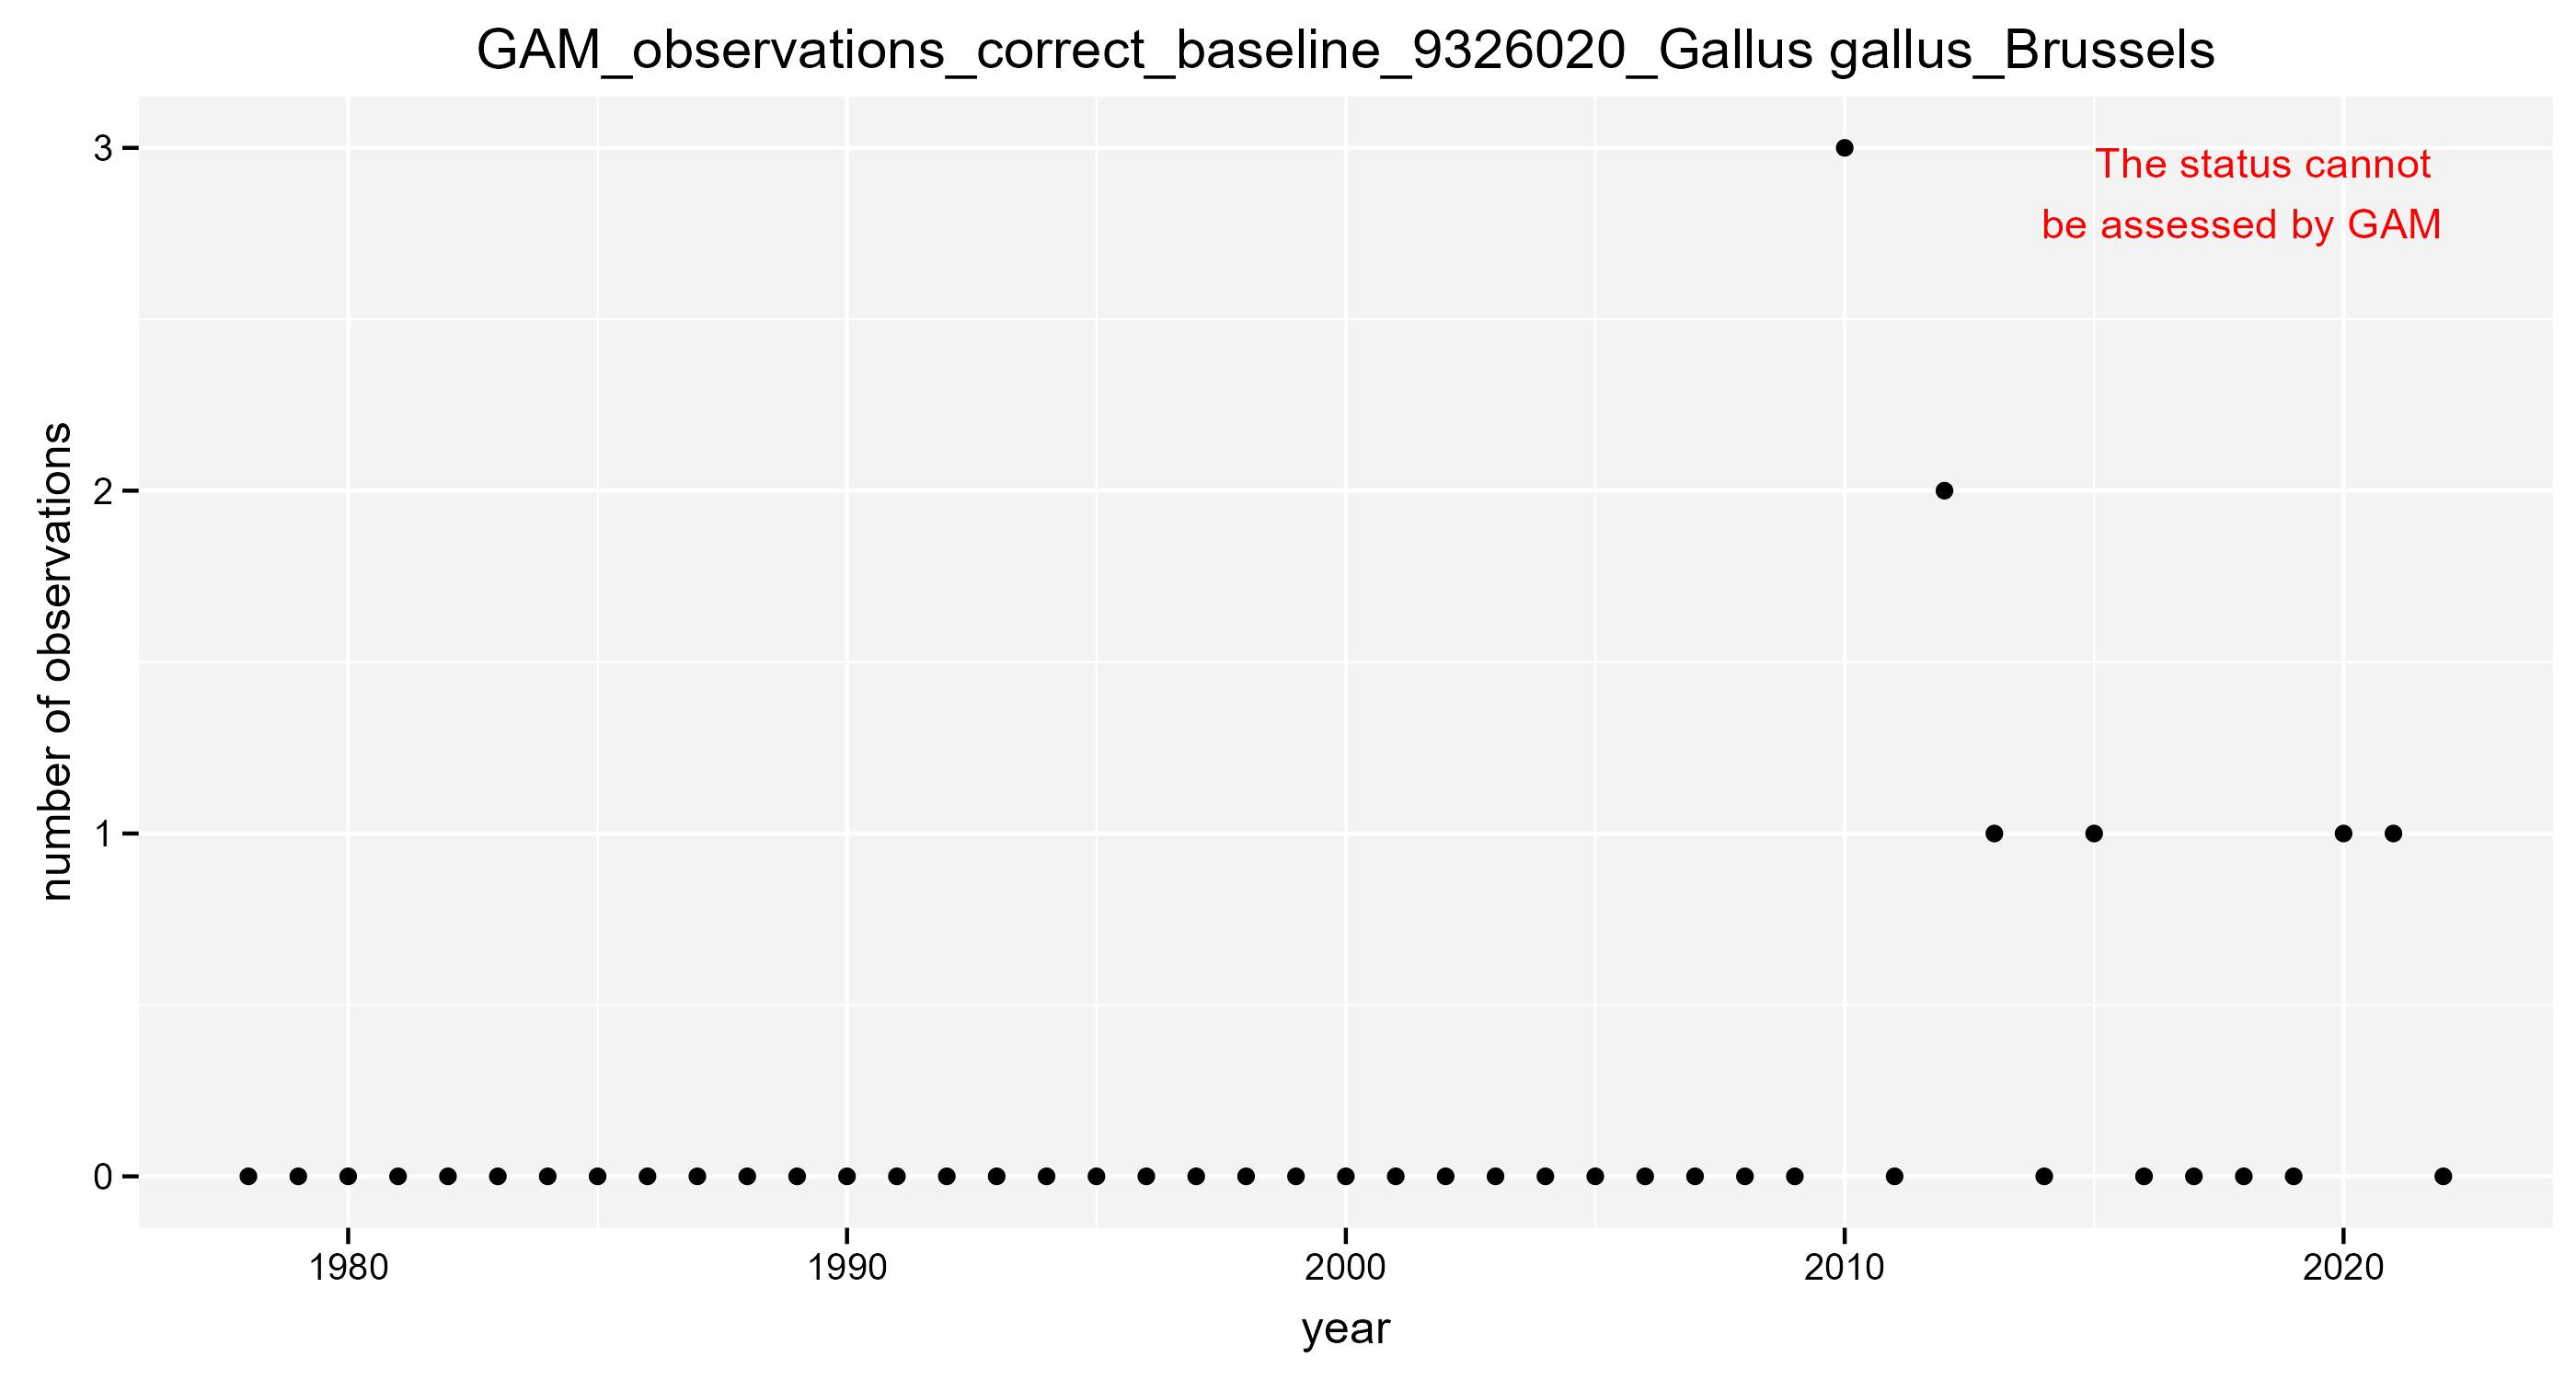 GAM_observations_correct_baseline_9326020_Gallus gallus_Brussels
The status cannot
be assessed by GAM
number of observations
3
2
1
0
1980
1990
2000
2010
2020
year